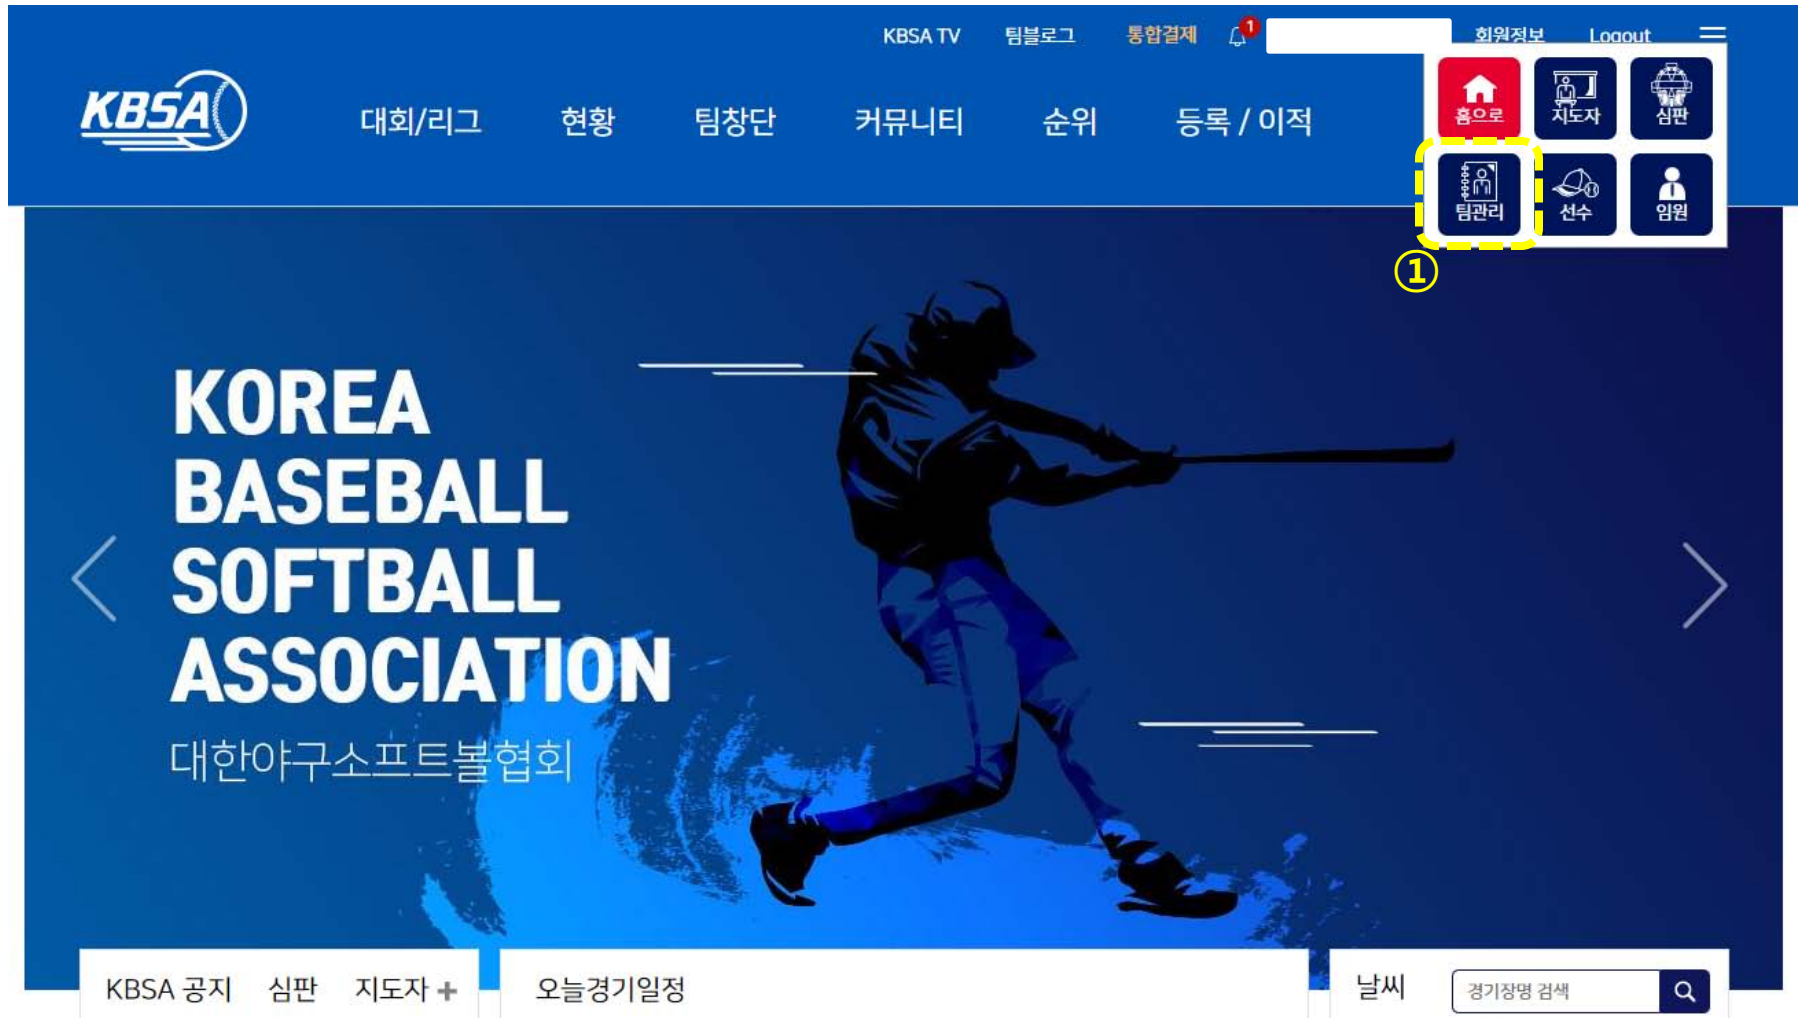 KBSA TV 팀블로그 통합결제 1 회원정보 Logout
KBSA 대회/리그 현황 팀창단 커뮤니티 순위 등록 / 이적
홈으로 지도자 심판
팀관리 선수 임원
①
KOREA
BASEBALL
SOFTBALL
ASSOCIATION
대한야구소프트볼협회
KBSA 공지 심판 지도자 +
오늘경기일정
날씨 경기장명 검색